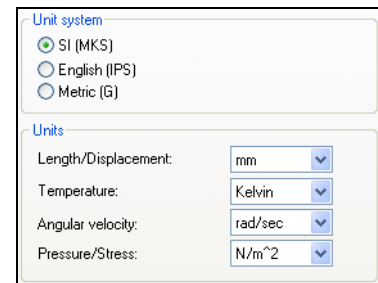 Unit system
SI (MKS)
English (IPS)
Metric (G)
Units
Length/Displacement: mm
Temperature: Kelvin
Angular velocity: rad/sec
Pressure/Stress: N/m^2